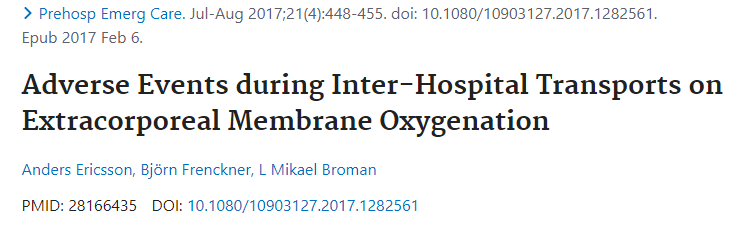 Prehosp Emerg Care. Jul-Aug 2017;21(4):448-455. doi: 10.1080/10903127.2017.1282561.
Epub 2017 Feb 6.
Adverse Events during Inter-Hospital Transports on
Extracorporeal Membrane Oxygenation
Anders Ericsson, Björn Frenckner, L Mikael Broman
PMID: 28166435 DOI: 10.1080/10903127.2017.1282561